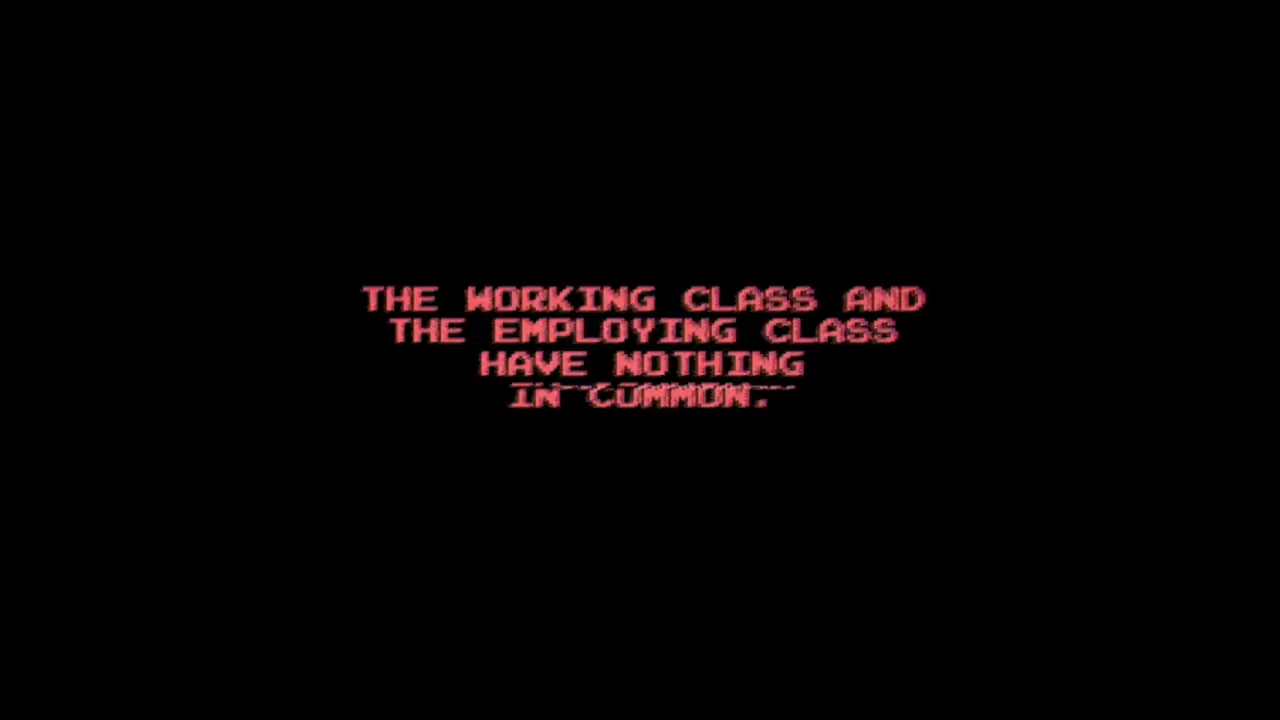 THE WORKING CLASS AND
THE EMPLOYING CLASS
HAVE NOTHING
IN COMMON.